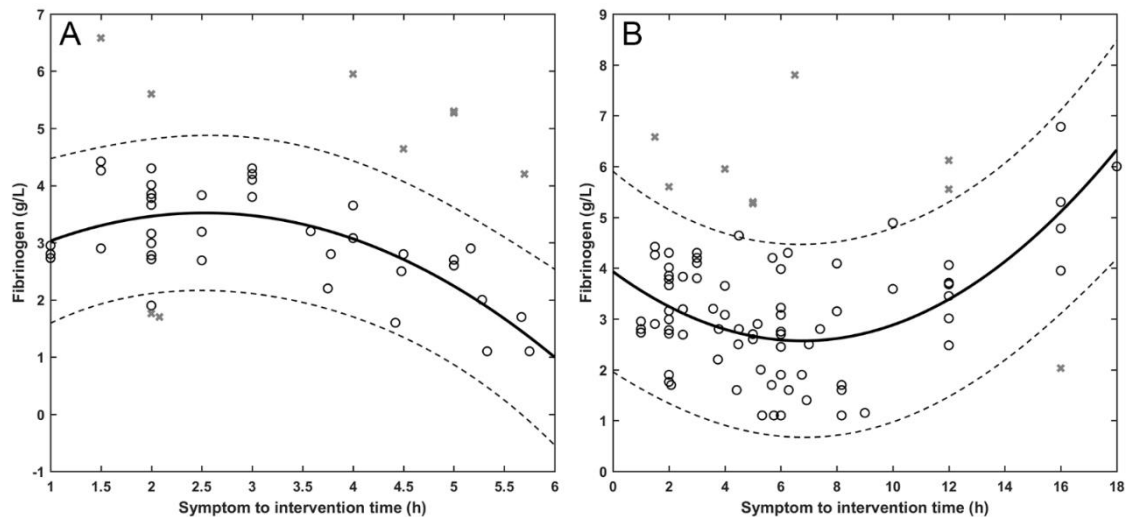 A
Fibrinogen (g/L)
7
6
5
4
3
2
1
0
-1
1 1.5 2 2.5 3 3.5 4 4.5 5 5.5 6
Symptom to intervention time (h)
B
Fibrinogen (g/L)
9
8
7
6
5
4
3
2
1
0
0 2 4 6 8 10 12 14 16 18
Symptom to intervention time (h)